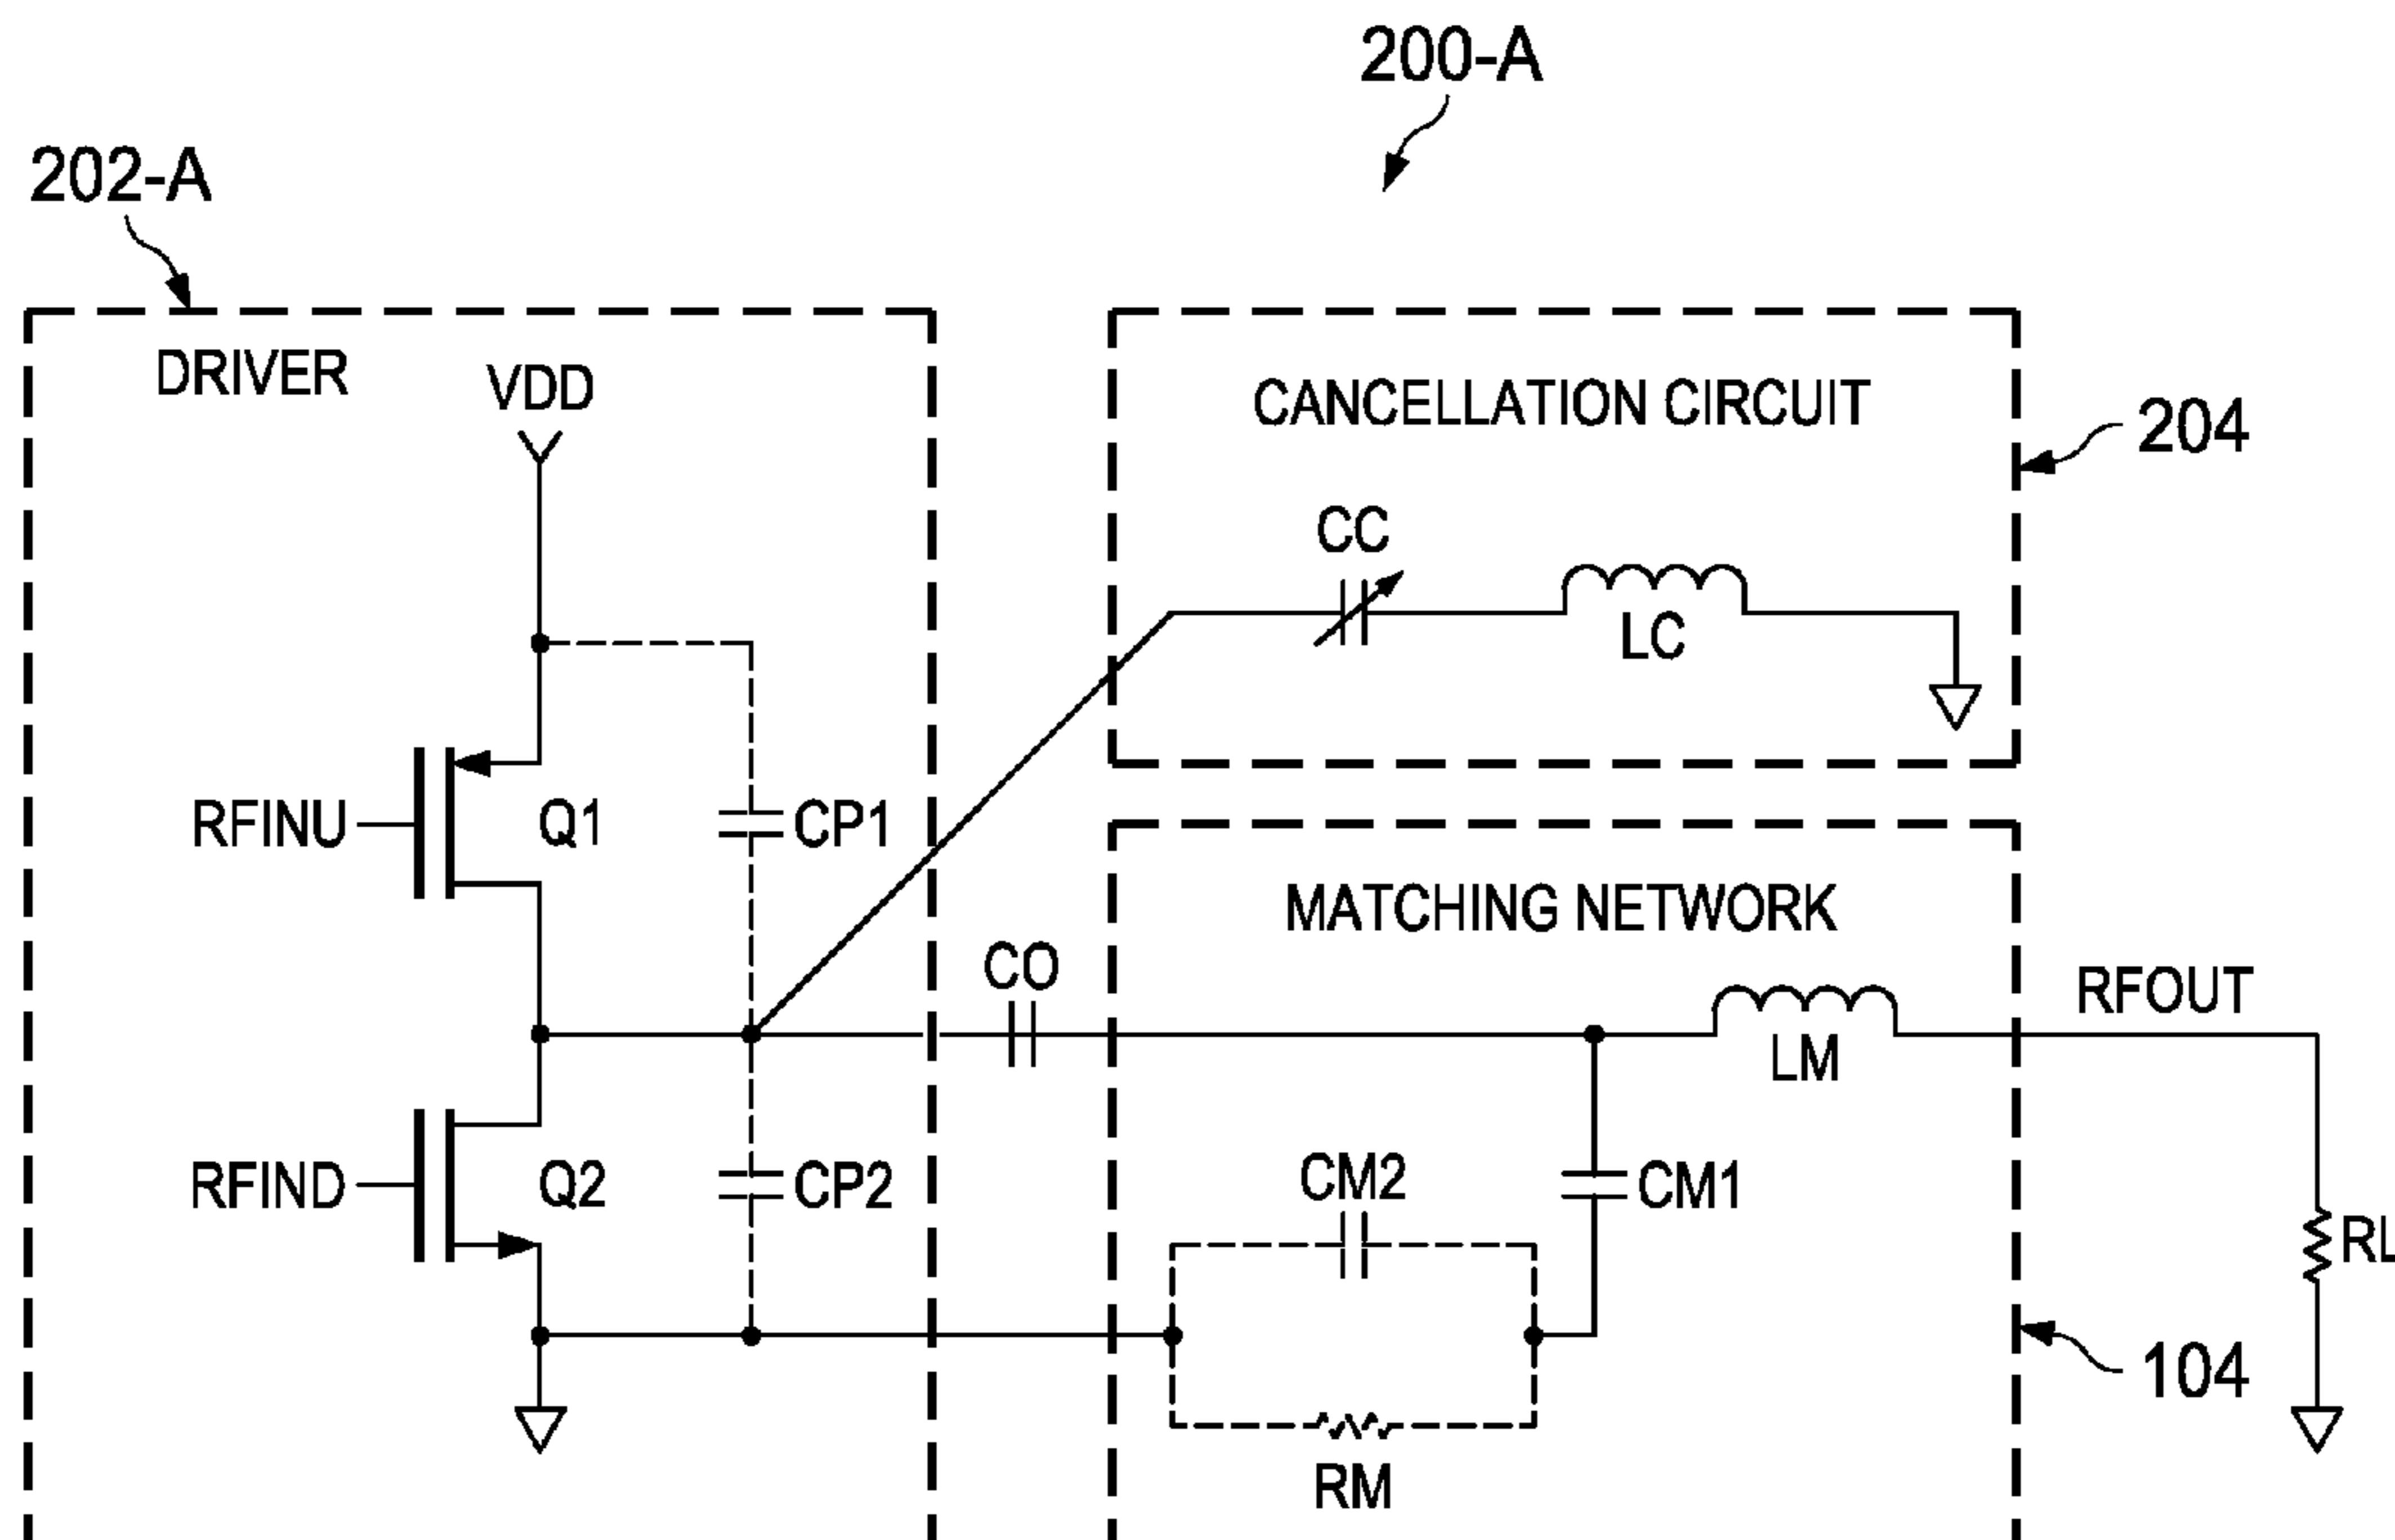 200-A
202-A
DRIVER
VDD
CANCELLATION CIRCUIT
204
CC
LC
RFINU
Q1
CP1
MATCHING NETWORK
CO
RFOUT
LM
RFIND
Q2
CP2
CM2
CM1
RL
104
RM